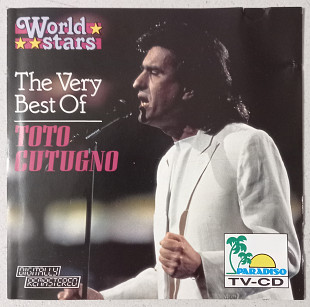 World
stars
The Very
Best Of
TOTO
CUTUGNO
DIGITALLY
REMASTERED
PARADISO
TV-CD